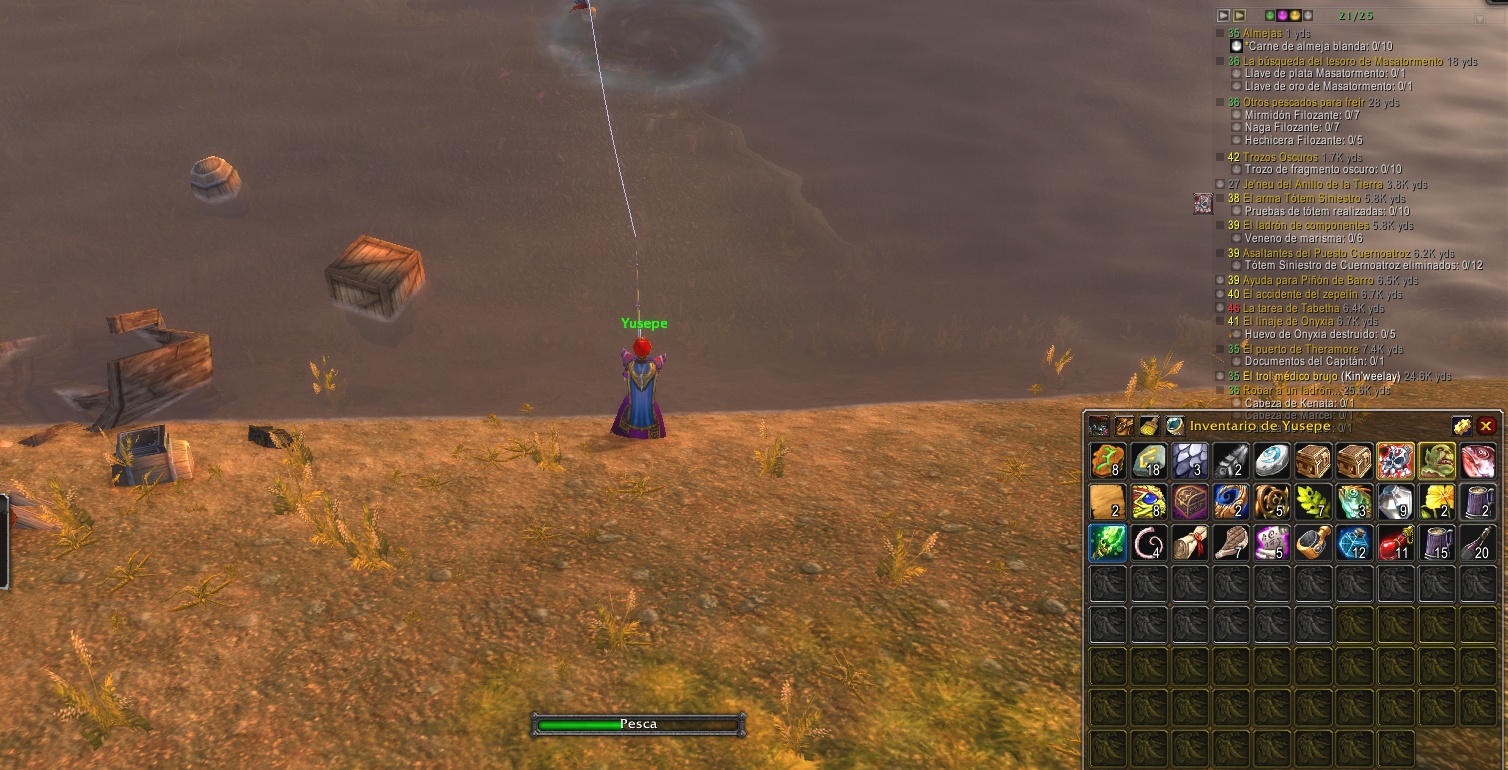 21/25
35 Almejas 1 yds
*Carne de almeja blanda: 0/10
36 La búsqueda del tesoro de Masatormento 18 yds
Llave de plata Masatormento: 0/1
Llave de oro de Masatormento: 0/1
36 Otros pescados para freír 28 yds
Mirmidón Filozante: 0/7
Naga Filozante: 0/7
Hechicera Filozante: 0/5
42 Trozos Oscuros 1.7K yds
Trozo de fragmento oscuro: 0/10
27 Je'neu del Anillo de la Tierra 3.8K yds
38 El arma Tótem Siniestro 5.8K yds
Pruebas de tótem realizadas: 0/10
39 El ladrón de componentes 5.8K yds
Veneno de marisma: 0/6
39 Asaltantes del Puesto Cuernoatroz 6.2K yds
Tótem Siniestro de Cuernoatroz eliminados: 0/12
39 Ayuda para Piñón de Barro 6.5K yds
40 El accidente del zepelín 6.7K yds
La tarea de Tabetha 6.4K yds
41 El linaje de Onyxia 6.7K yds
Huevo de Onyxia destruido: 0/5
35 El puerto de Theramore 7.4K yds
Documentos del Capitán: 0/1
35 El trol médico brujo (Kin'weelay) 24.6K yds
36 Robar a un ladrón... 25.6K yds
Cabeza de Kenata: 0/1
Cabeza de Marcel: 0/1
Yusepe
Inventario de Yusepe
8 18 3 2
2 8 2 5 7 3 9 2 2
4 7 5 12 11 15 20
Pesca